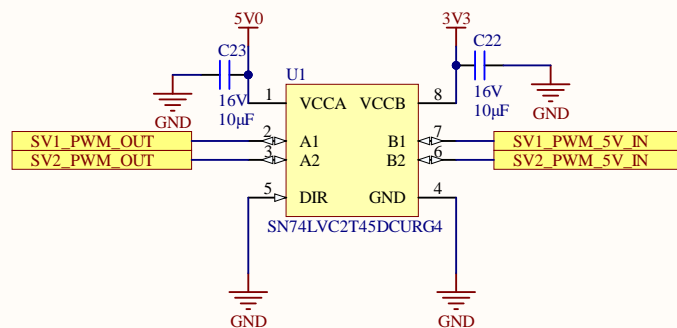 5V0
3V3
C23
C22
U1
16V
10μF
16V
10μF
GND
GND
1
VCCA
VCCB
8
SV1_PWM_OUT
2
A1
B1
7
SV1_PWM_5V_IN
SV2_PWM_OUT
3
A2
B2
6
SV2_PWM_5V_IN
5
DIR
GND
4
SN74LVC2T45DCURG4
GND
GND